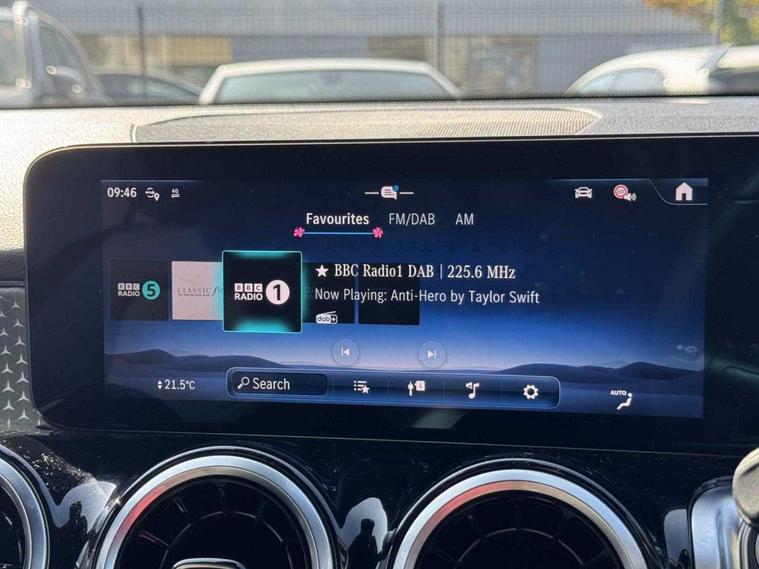 09:46 4G
Favourites FM/DAB AM
BBC RADIO 5
CLASSIC
BBC RADIO 1
BBC Radio1 DAB | 225.6 MHz
Now Playing: Anti-Hero by Taylor Swift
dab+
21.5°C
Search
AUTO